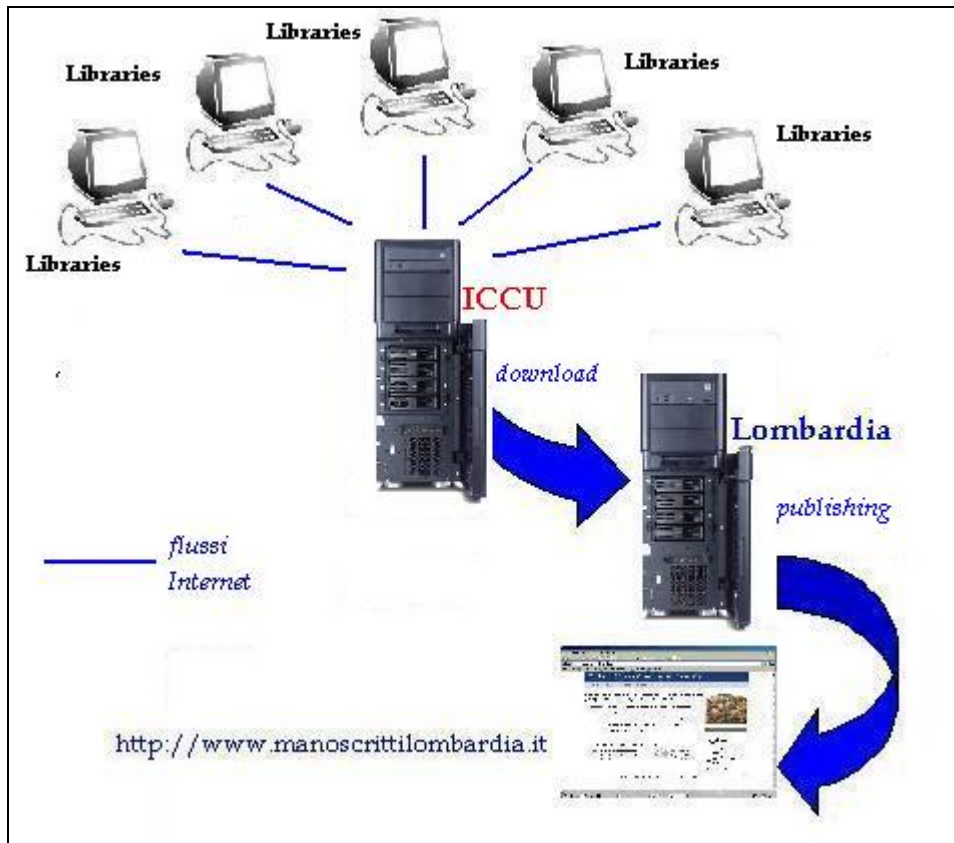 Libraries
Libraries
Libraries
Libraries
Libraries
ICCU
download
Lombardia
publishing
flussi
Internet
http://www.manoscrittilombardia.it